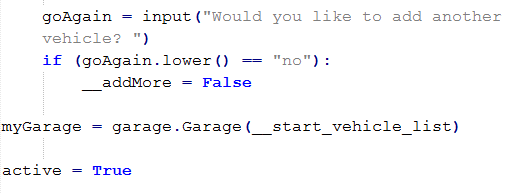 goAgain = input("Would you like to add another
vehicle? ")
if (goAgain.lower() == "no"):
__addMore = False
myGarage = garage.Garage(__start_vehicle_list)
active = True